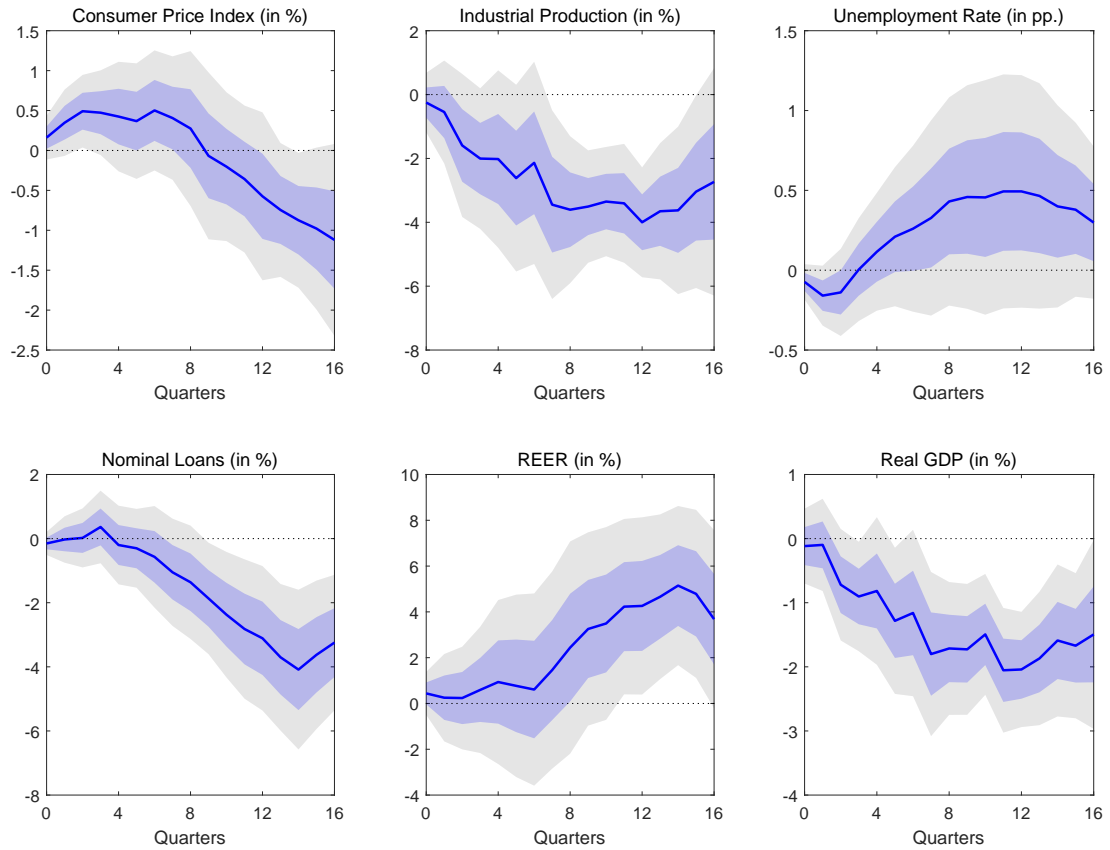 Consumer Price Index (in %)
1.5
1
0.5
0
-0.5
-1
-1.5
-2
-2.5
0 4 8 12 16
Quarters
Industrial Production (in %)
2
0
-2
-4
-6
-8
0 4 8 12 16
Quarters
Unemployment Rate (in pp.)
1.5
1
0.5
0
-0.5
0 4 8 12 16
Quarters
Nominal Loans (in %)
2
0
-2
-4
-6
-8
0 4 8 12 16
Quarters
REER (in %)
10
8
6
4
2
0
-2
-4
0 4 8 12 16
Quarters
Real GDP (in %)
1
0
-1
-2
-3
-4
0 4 8 12 16
Quarters